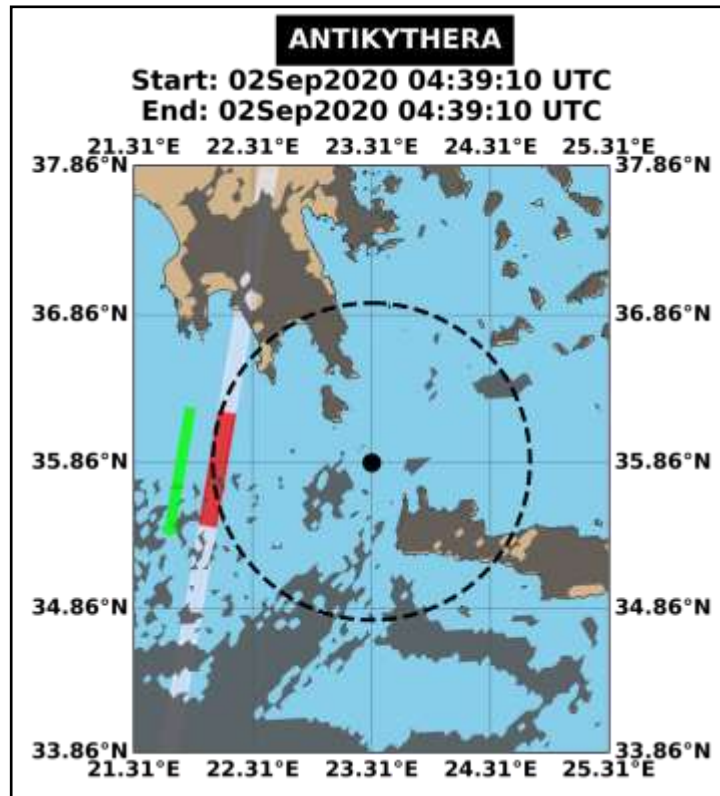 ANTIKYTHERA
Start: 02Sep2020 04:39:10 UTC
End: 02Sep2020 04:39:10 UTC
21.31°E 22.31°E 23.31°E 24.31°E 25.31°E
37.86°N 37.86°N
36.86°N 36.86°N
35.86°N 35.86°N
34.86°N 34.86°N
33.86°N 33.86°N
21.31°E 22.31°E 23.31°E 24.31°E 25.31°E